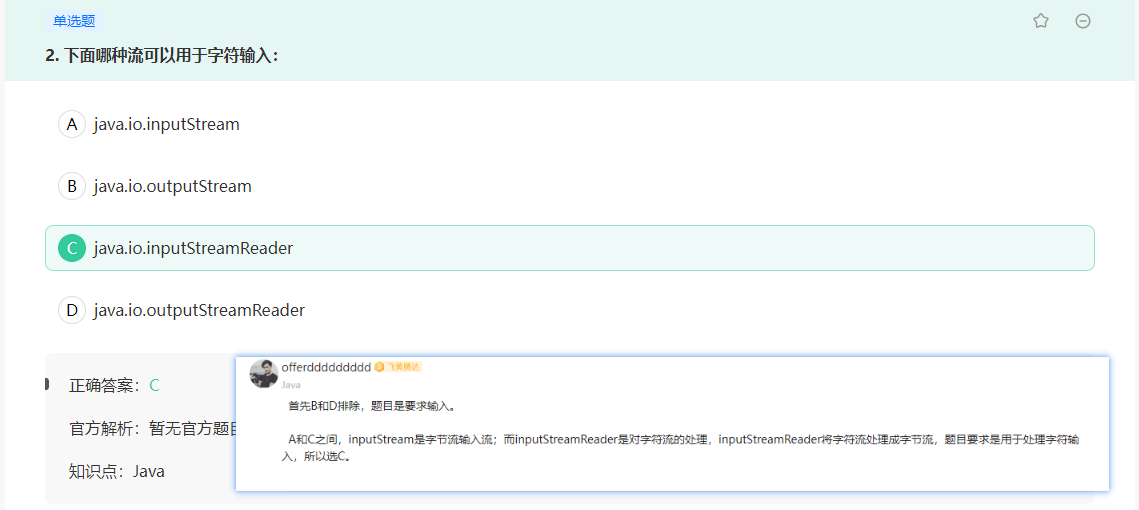 单选题
2. 下面哪种流可以用于字符输入：
A java.io.inputStream
B java.io.outputStream
C java.io.inputStreamReader
D java.io.outputStreamReader
正确答案：C
官方解析：暂无官方题
知识点：Java
offerddddddddd
Java
首先B和D排除，题目是要求输入。
A和C之间，inputStream是字节流输入流；而inputStreamReader是对字符流的处理，inputStreamReader将字符流处理成字节流，题目要求是用于处理字符输
入，所以选C。